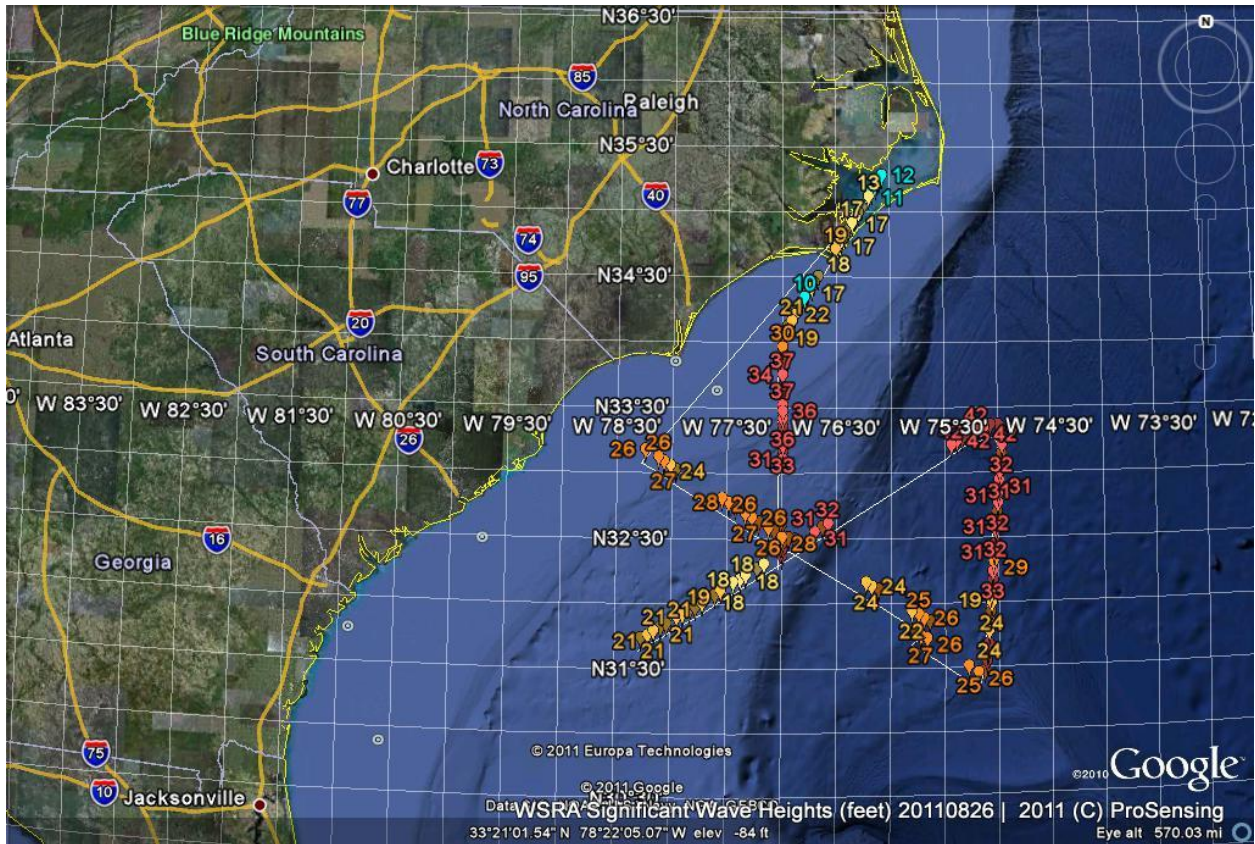 N36°30'
Blue Ridge Mountains
85
North Carolina
Raleigh
N35°30'
Charlotte
73
12
13
11
77
40
17
17
19
17
74
18
95
N34°30'
10
17
21
22
20
30
19
Atlanta
South Carolina
37
34
37
W 83°30'
W 82°30'
W 81°30'
W 80°30'
W 79°30'
N33°30'
W 78°30'
W 77°30'
W 76°30'
W 75°30'
W 74°30'
W 73°30'
36
42
26
42
42
26
26
36
31
33
27
24
32
31
31
31
28
26
26
31
32
31
32
27
31
16
N32°30'
28
26
31
32
29
Georgia
18
18
18
18
19
24
24
33
19
21
21
21
21
21
25
26
22
24
27
26
24
N31°30'
25
26
75
© 2011 Europa Technologies
10
©2010 Google
Jacksonville
© 2011 Google
WSRA Significant Wave Heights (feet) 20110826 | 2011 (C) ProSensing
33°21'01.54" N 78°22'05.07" W elev -84 ft
Eye alt 570.03 mi
N